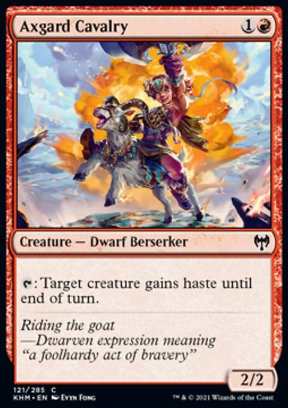 Axgard Cavalry 1
Creature — Dwarf Berserker
: Target creature gains haste until
end of turn.
Riding the goat
—Dwarven expression meaning
"a foolhardy act of bravery"
2/2
121/285 C
KHM • EN Evyn Fong
™ & © 2021 Wizards of the Coast